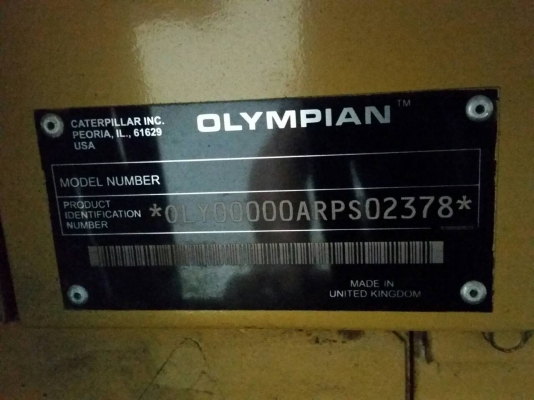 CATERPILLAR INC.
PEORIA, IL., 61629
USA
OLYMPIAN™
MODEL NUMBER
PRODUCT
IDENTIFICATION
NUMBER
*OLY00000ARPS02378*
MADE IN
UNITED KINGDOM